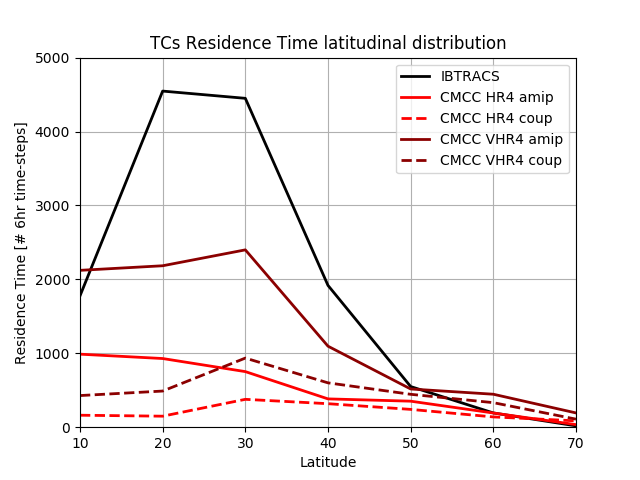 TCs Residence Time latitudinal distribution
Residence Time [# 6hr time-steps]
5000
4000
3000
2000
1000
0
IBTRACS
CMCC HR4 amip
CMCC HR4 coup
CMCC VHR4 amip
CMCC VHR4 coup
10 20 30 40 50 60 70
Latitude